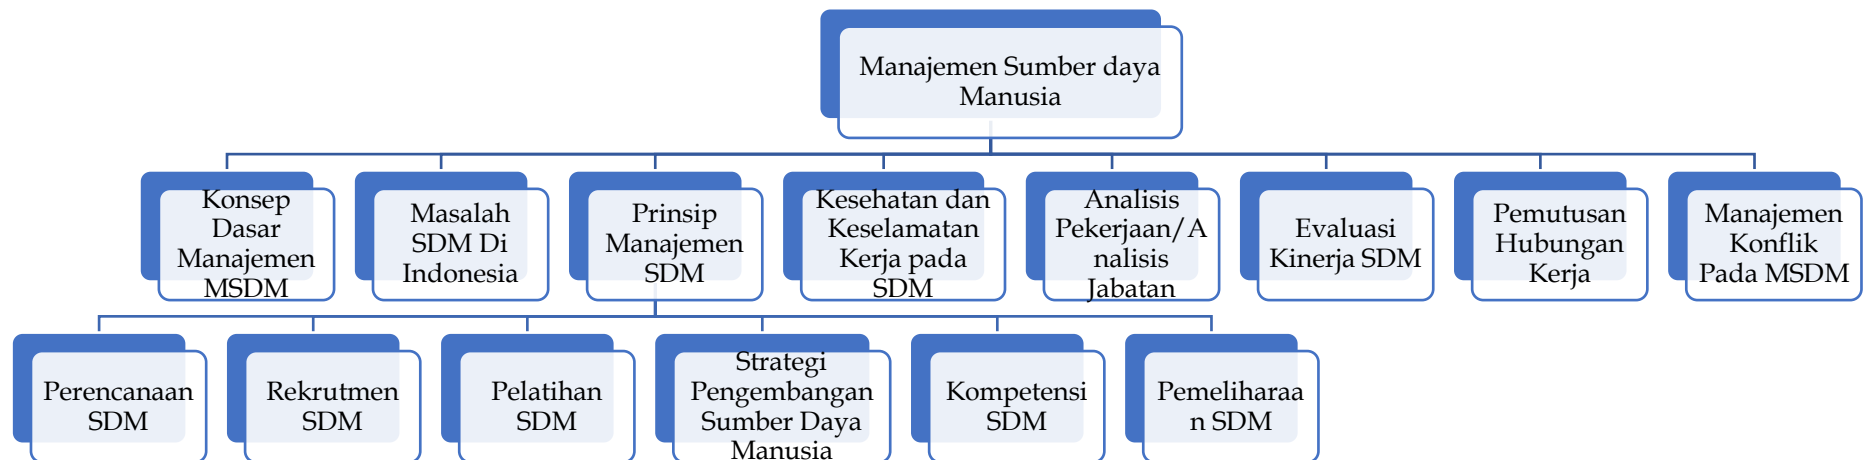 Manajemen Sumber daya
Manusia
Konsep
Dasar
Manajemen
MSDM
Masalah
SDM Di
Indonesia
Prinsip
Manajemen
SDM
Kesehatan dan
Keselamatan
Kerja pada
SDM
Analisis
Pekerjaan/A
nalisis
Jabatan
Evaluasi
Kinerja SDM
Pemutusan
Hubungan
Kerja
Manajemen
Konflik
Pada MSDM
Perencanaan
SDM
Rekrutmen
SDM
Pelatihan
SDM
Strategi
Pengembangan
Sumber Daya
Manusia
Kompetensi
SDM
Pemeliharaa
n SDM